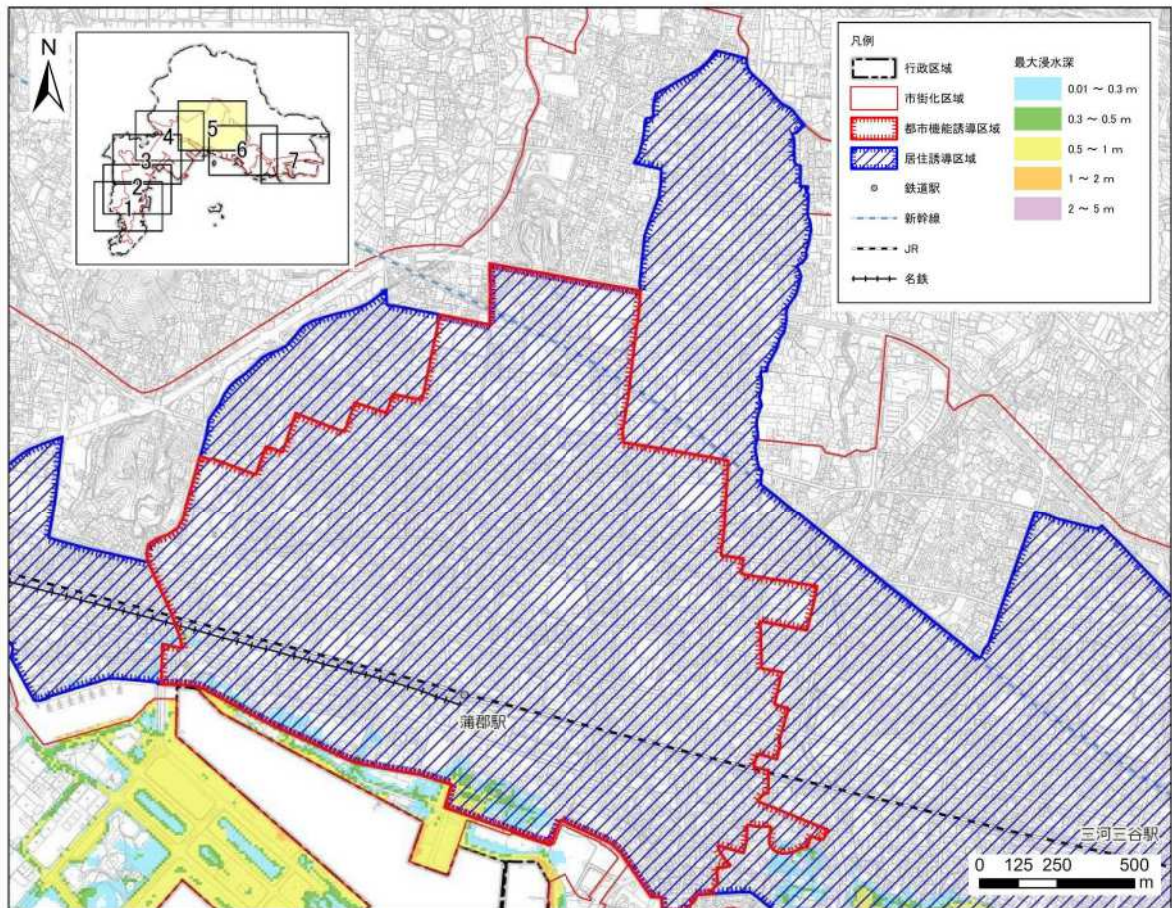 N
4
5
6
7
3
2
1
凡例
行政区域
市街化区域
都市機能誘導区域
居住誘導区域
鉄道駅
新幹線
JR
名鉄
最大浸水深
0.01 ~ 0.3 m
0.3 ~ 0.5 m
0.5 ~ 1 m
1 ~ 2 m
2 ~ 5 m
蒲郡駅
三河三谷駅
0 125 250 500
m